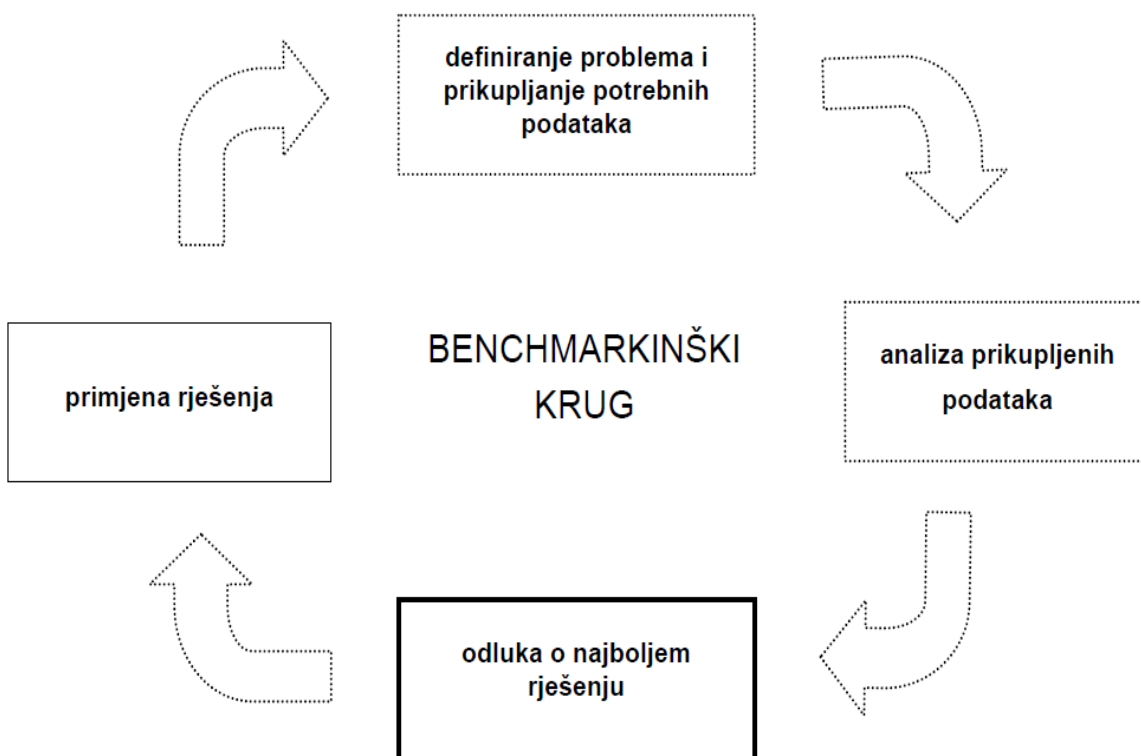 definiranje problema i
prikupljanje potrebnih
podataka
BENCHMARKINŠKI
KRUG
analiza prikupljenih
podataka
primjena rješenja
odluka o najboljem
rješenju